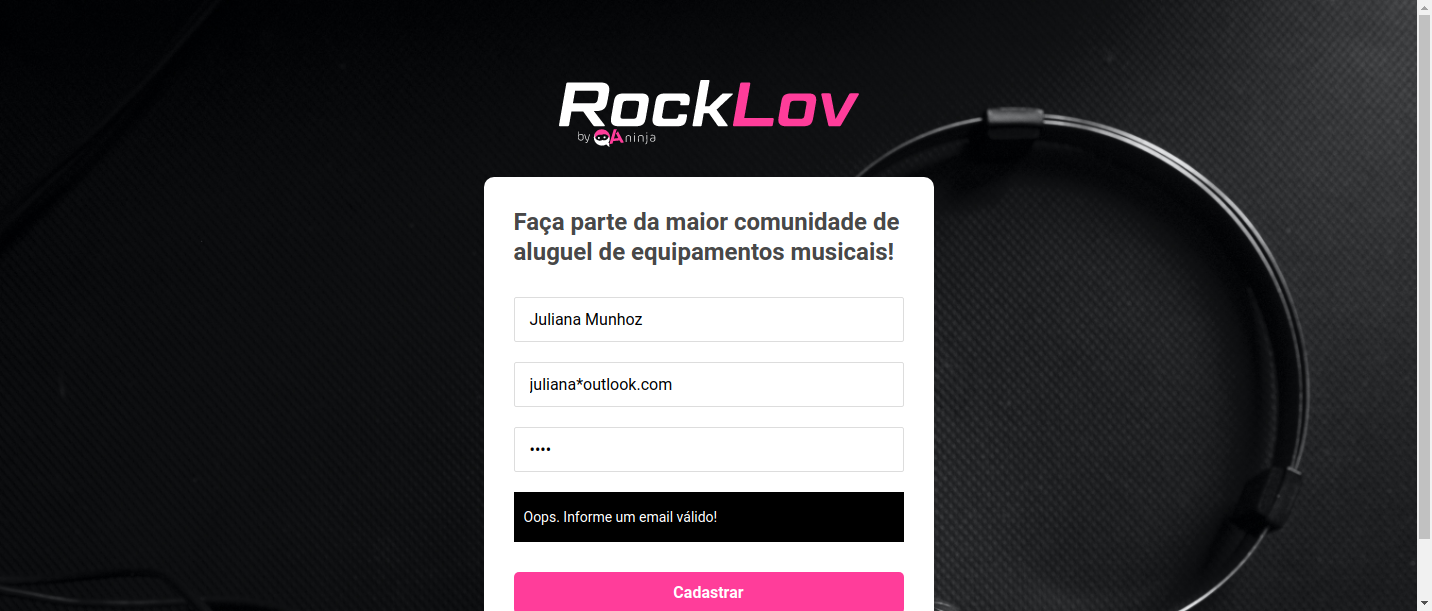 RockLov
by QAninja
Faça parte da maior comunidade de
aluguel de equipamentos musicais!
Juliana Munhoz
juliana*outlook.com
••••
Oops. Informe um email válido!
Cadastrar